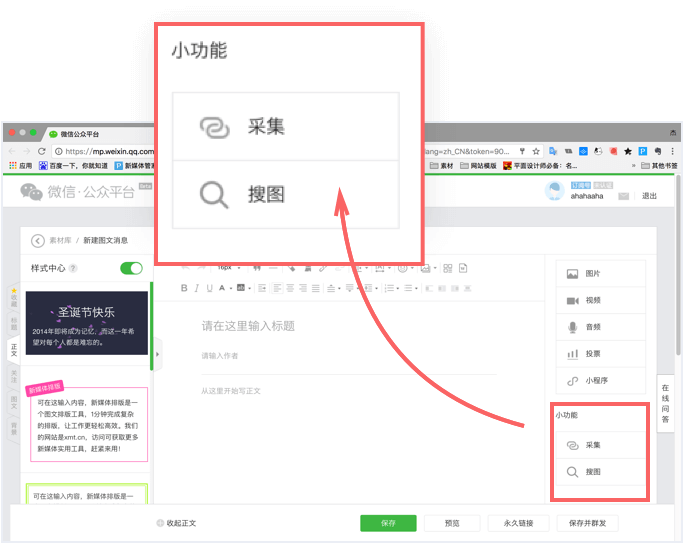 小功能
采集
搜图
微信公众平台
https://mp.weixin.qq.com
ang=zh_CN&token=90...
应用
百度一下，你就知道
新媒体管家
素材
网站模版
平面设计师必备：名...
»
其他书签
微信·公众平台
Beta
订阅号
未认证
ahahaaha
退出
素材库 / 新建图文消息
样式中心 ?
收藏
标题
正文
关注
图文
背景
圣诞节快乐
2014年即将成为记忆，而这一年希
望对每个人都是难忘的。
新媒体排版
可在这输入内容，新媒体排版是一
个图文排版工具，1分钟完成复杂
的排版，让工作更轻松高效。我们
的网站是xmt.cn，访问可获取更多
新媒体实用工具，赶紧来用！
可在这输入内容，新媒体排版是一
16px
B I U A ab
请在这里输入标题
请输入作者
从这里开始写正文
图片
视频
音频
投票
小程序
小功能
采集
搜图
在线问答
收起正文
保存
预览
永久链接
保存并群发